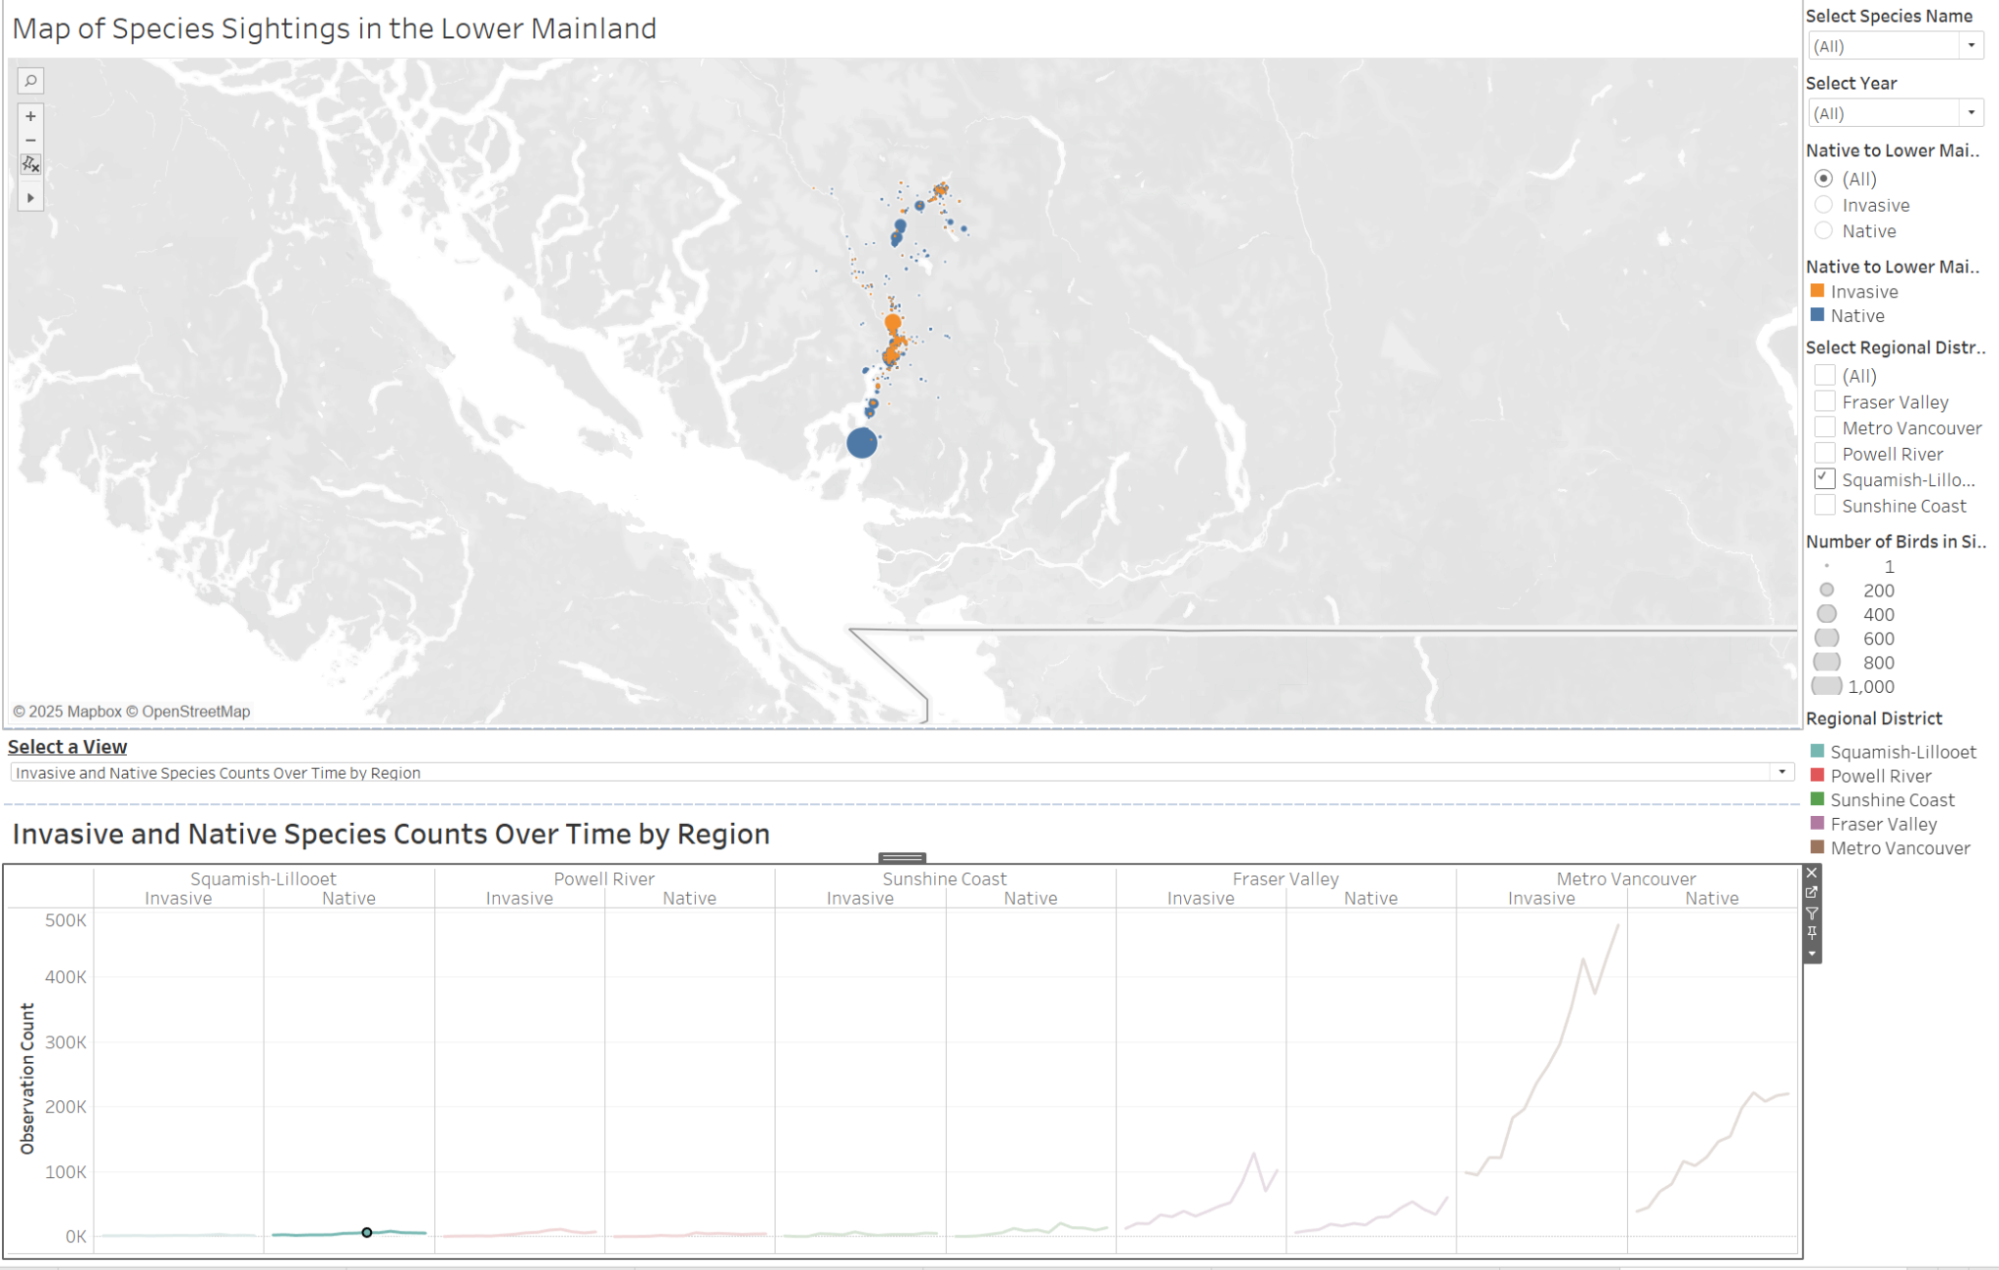 Map of Species Sightings in the Lower Mainland
© 2025 Mapbox © OpenStreetMap
Select Species Name
(All)
Select Year
(All)
Native to Lower Mai..
(All)
Invasive
Native
Native to Lower Mai..
Invasive
Native
Select Regional Distr..
(All)
Fraser Valley
Metro Vancouver
Powell River
Squamish-Lillo...
Sunshine Coast
Number of Birds in Si..
1
200
400
600
800
1,000
Regional District
Squamish-Lillooet
Powell River
Sunshine Coast
Fraser Valley
Metro Vancouver
Select a View
Invasive and Native Species Counts Over Time by Region
Invasive and Native Species Counts Over Time by Region
Squamish-Lillooet Powell River Sunshine Coast Fraser Valley Metro Vancouver
Invasive Native Invasive Native Invasive Native Invasive Native Invasive Native
Observation Count
500K
400K
300K
200K
100K
0K